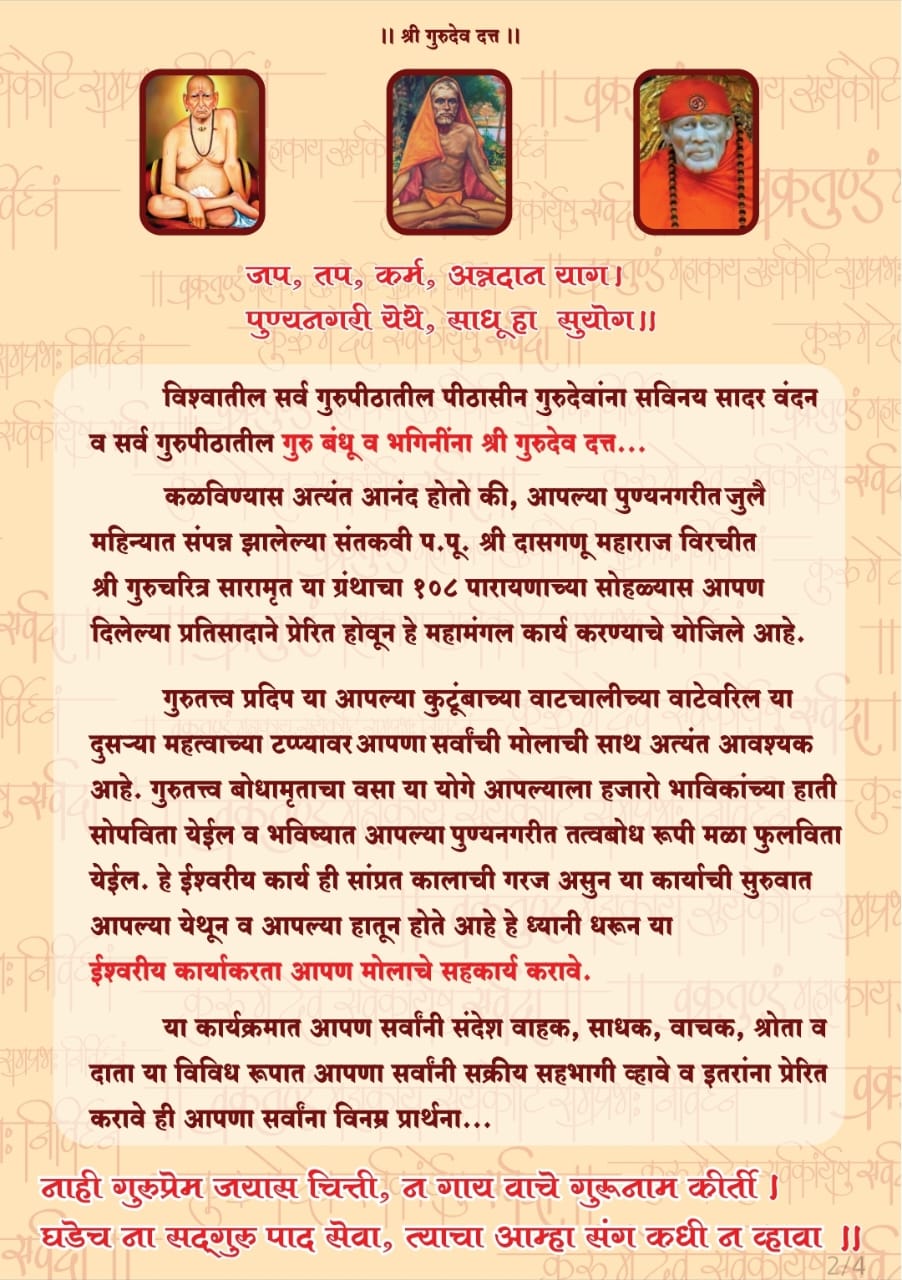 ।। श्री गुरुदेव दत्त ।।
जप, तप, कर्म, अन्नदान याग।
पुण्यनगरी येथे, साधू हा सुयोग॥
विश्वातील सर्व गुरुपीठातील पीठासीन गुरुदेवांना सविनय सादर वंदन
व सर्व गुरुपीठातील गुरु बंधू व भगिनींना श्री गुरुदेव दत्त...
कळविण्यास अत्यंत आनंद होतो की, आपल्या पुण्यनगरीत जुलै
महिन्यात संपन्न झालेल्या संतकवी प.पू. श्री दासगणू महाराज विरचीत
श्री गुरुचरित्र सारामृत या ग्रंथाचा १०८ पारायणाच्या सोहळ्यास आपण
दिलेल्या प्रतिसादाने प्रेरित होवून हे महामंगल कार्य करण्याचे योजिले आहे.
गुरुतत्त्व प्रदिप या आपल्या कुटूंबाच्या वाटचालीच्या वाटेवरिल या
दुसऱ्या महत्वाच्या टप्प्यावर आपणा सर्वांची मोलाची साथ अत्यंत आवश्यक
आहे. गुरुतत्त्व बोधामृताचा वसा या योगे आपल्याला हजारो भाविकांच्या हाती
सोपविता येईल व भविष्यात आपल्या पुण्यनगरीत तत्वबोध रूपी मळा फुलविता
येईल. हे ईश्वरीय कार्य ही सांप्रत कालाची गरज असुन या कार्याची सुरुवात
आपल्या येथून व आपल्या हातून होते आहे हे ध्यानी धरून या
ईश्वरीय कार्याकरता आपण मोलाचे सहकार्य करावे.
या कार्यक्रमात आपण सर्वांनी संदेश वाहक, साधक, वाचक, श्रोता व
दाता या विविध रूपात आपणा सर्वांनी सक्रीय सहभागी व्हावे व इतरांना प्रेरित
करावे ही आपणा सर्वांना विनम्र प्रार्थना...
नाही गुरुप्रेम जयास चित्ती, न गाय वाचे गुरूनाम कीर्ती ।
घडेच ना सद्‌गुरु पाद सेवा, त्याचा आम्हा संग कधी न व्हावा ॥
2/4